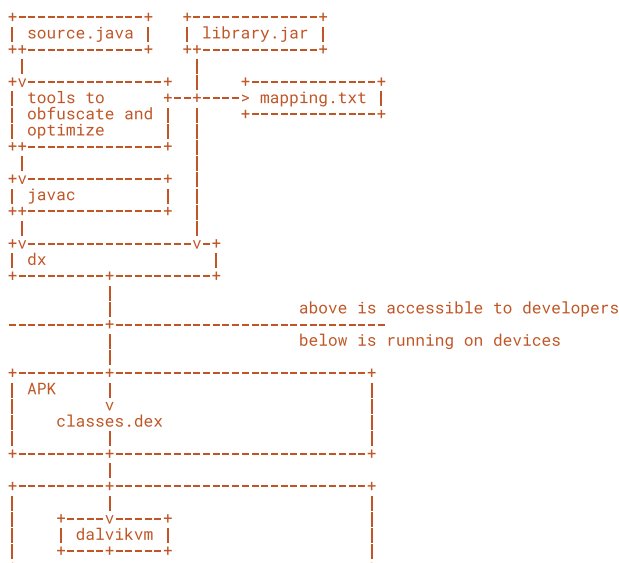 source.java
library.jar
tools to
obfuscate and
optimize
mapping.txt
javac
dx
above is accessible to developers
below is running on devices
APK
classes.dex
dalvikvm